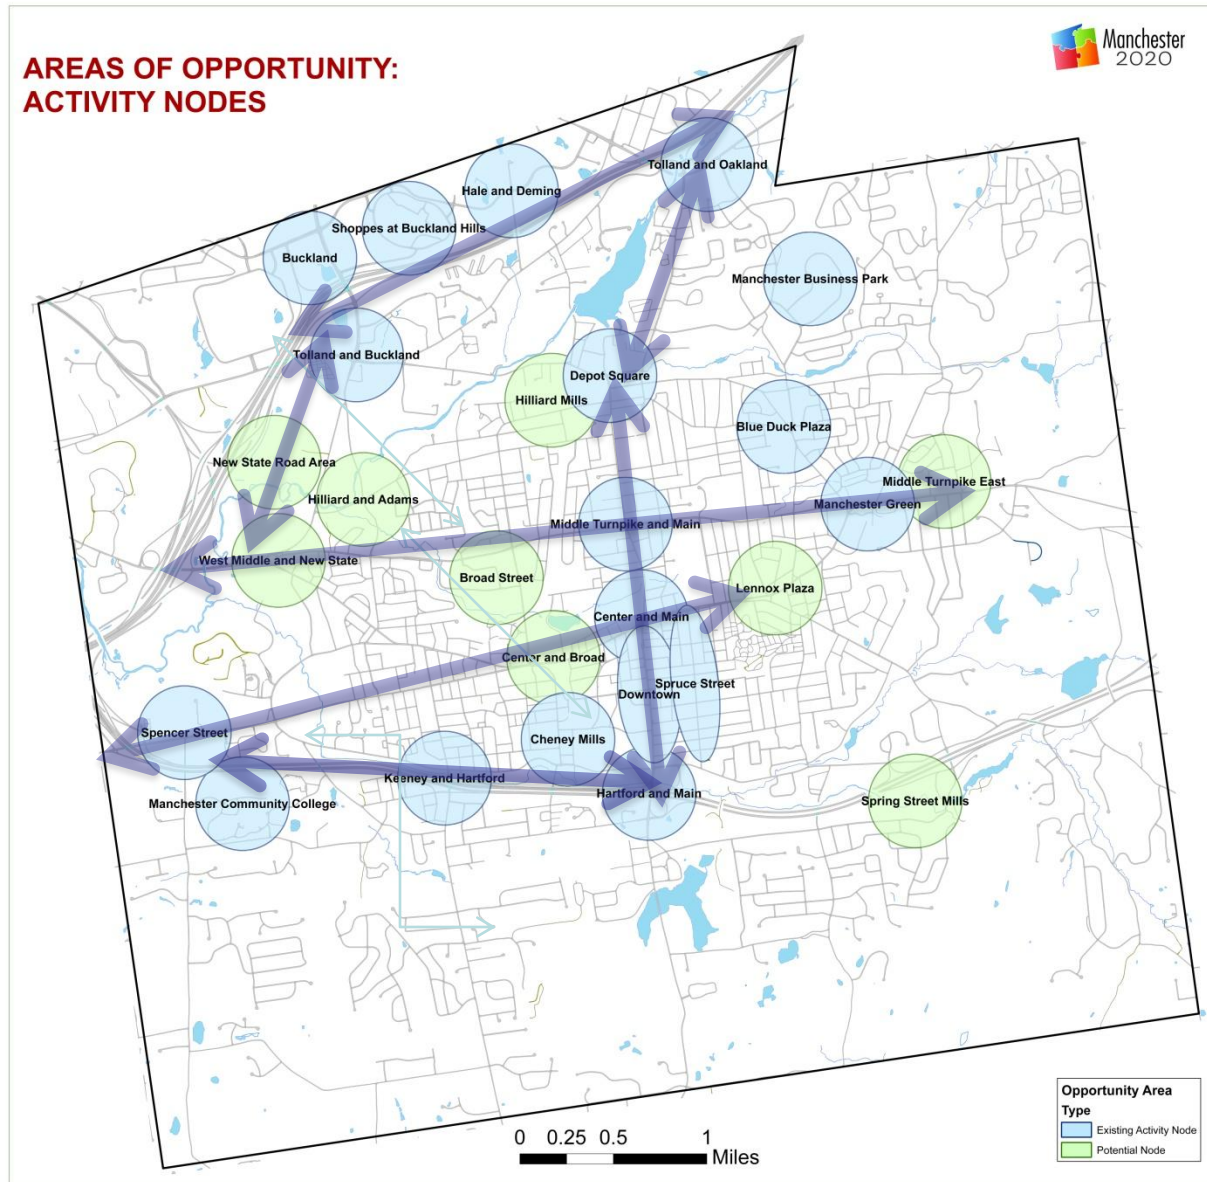 AREAS OF OPPORTUNITY:
ACTIVITY NODES
Manchester
2020
Tolland and Oakland
Hale and Deming
Shoppes at Buckland Hills
Buckland
Manchester Business Park
Tolland and Buckland
Depot Square
Hilliard Mills
Blue Duck Plaza
New State Road Area
Middle Turnpike East
Hilliard and Adams
Manchester Green
Middle Turnpike and Main
West Middle and New State
Broad Street
Lennox Plaza
Center and Main
Center and Broad
Spruce Street
Downtown
Spencer Street
Cheney Mills
Keeney and Hartford
Hartford and Main
Manchester Community College
Spring Street Mills
Opportunity Area
Type
Existing Activity Node
Potential Node
0 0.25 0.5 1
Miles